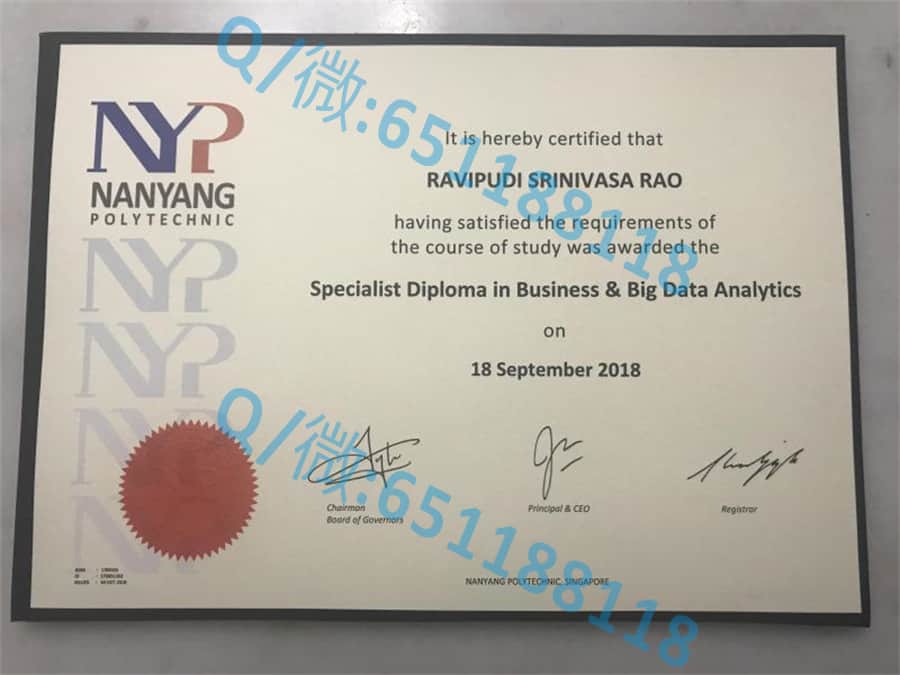 Q/微:651188118
NYP
NANYANG
POLYTECHNIC
It is hereby certified that
RAVIPUDI SRINIVASA RAO
having satisfied the requirements of
the course of study was awarded the
Specialist Diploma in Business & Big Data Analytics
on
18 September 2018
NYP
NYP
Q/微:651188118
Chairman
Board of Governors
Principal & CEO
Registrar
NANYANG POLYTECHNIC, SINGAPORE